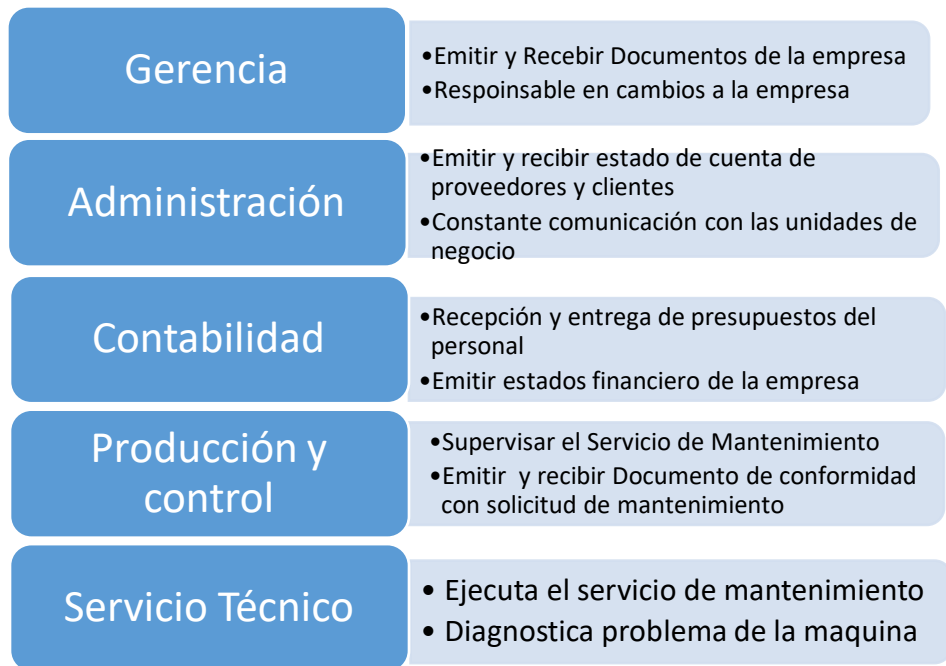 Gerencia
•Emitir y Recebir Documentos de la empresa
•Respoinsable en cambios a la empresa
Administración
•Emitir y recibir estado de cuenta de
proveedores y clientes
•Constante comunicación con las unidades de
negocio
Contabilidad
•Recepción y entrega de presupuestos del
personal
•Emitir estados financiero de la empresa
Producción y
control
•Supervisar el Servicio de Mantenimiento
•Emitir y recibir Documento de conformidad
con solicitud de mantenimiento
Servicio Técnico
• Ejecuta el servicio de mantenimiento
• Diagnostica problema de la maquina